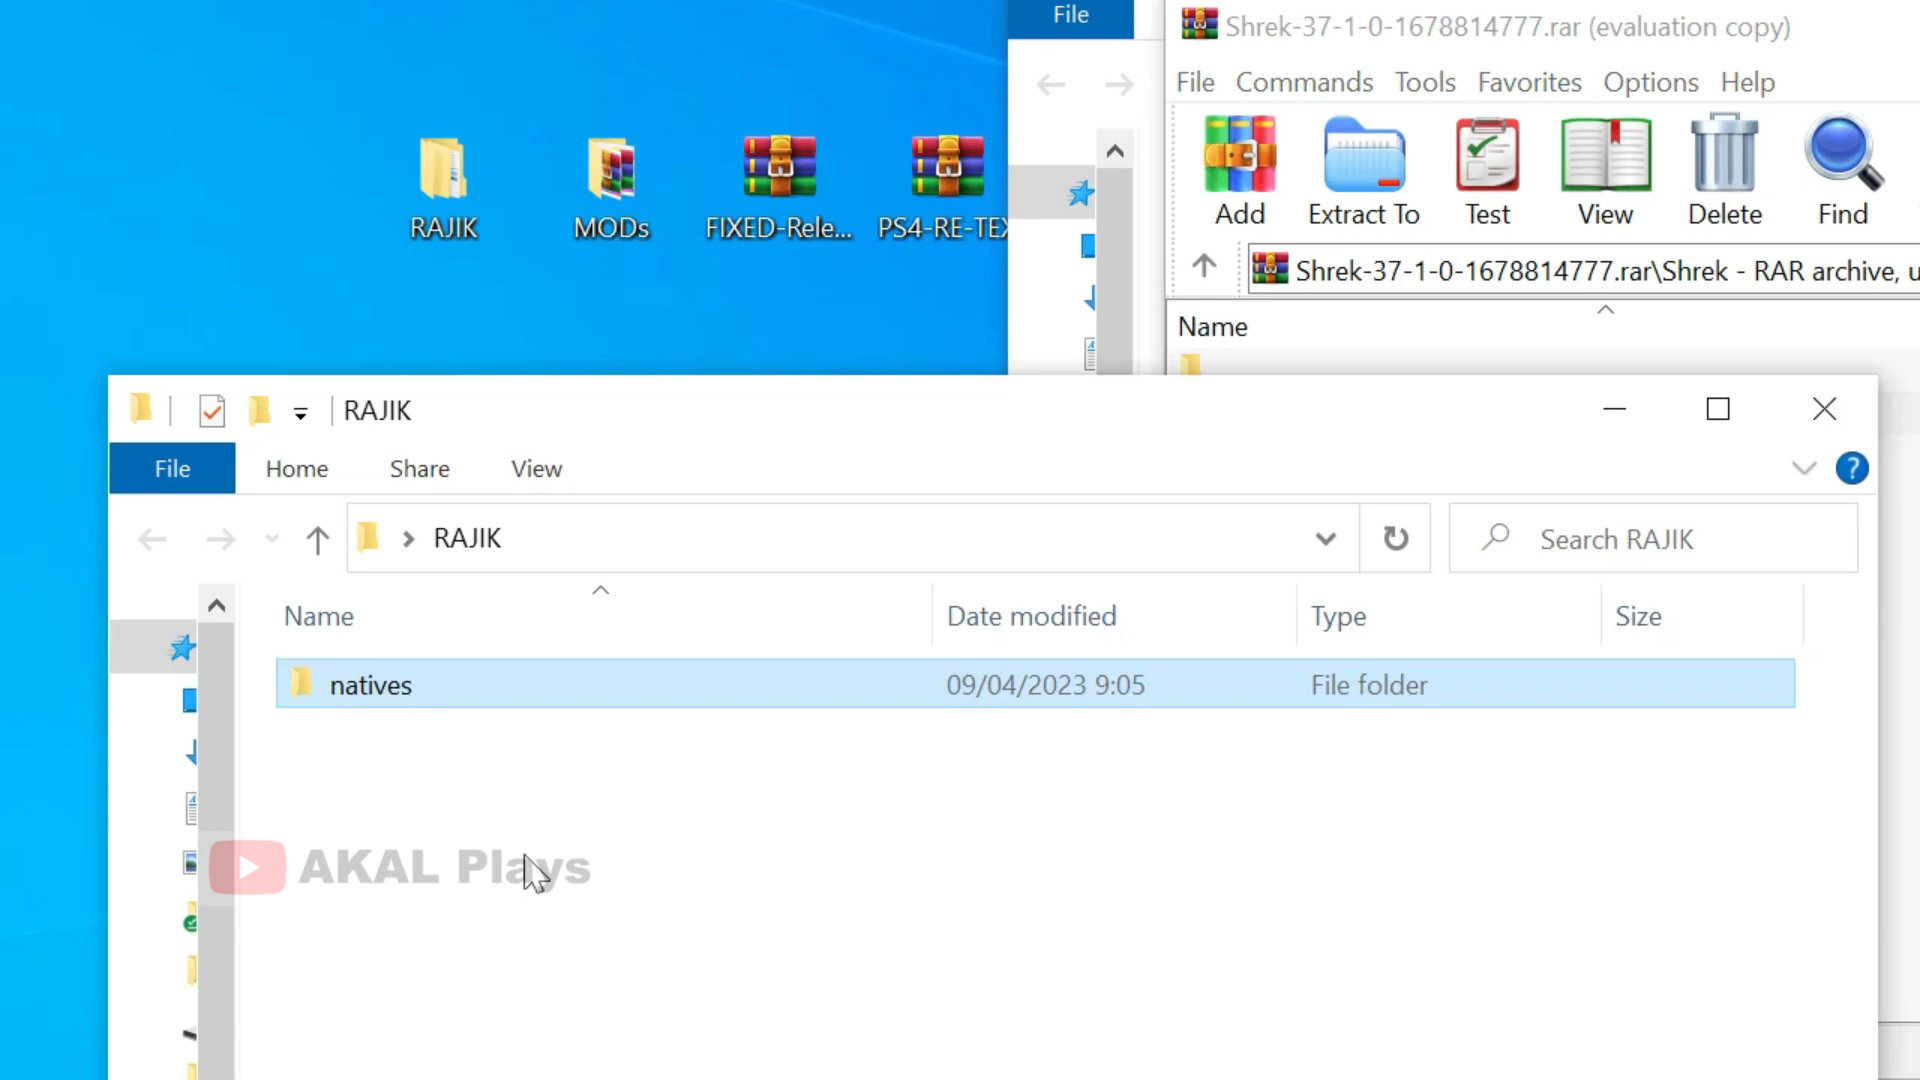 File
Shrek-37-1-0-1678814777.rar (evaluation copy)
File Commands Tools Favorites Options Help
Add Extract To Test View Delete Find
Shrek-37-1-0-1678814777.rar\Shrek - RAR archive, u
Name
RAJIK MODs FIXED-Rele... PS4-RE-TEX
RAJIK
File Home Share View
RAJIK
Search RAJIK
Name Date modified Type Size
natives 09/04/2023 9:05 File folder
AKAL Plays